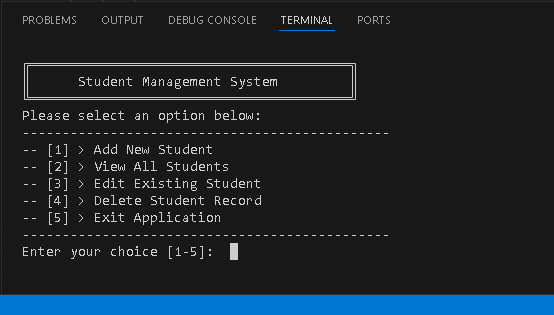 PROBLEMS OUTPUT DEBUG CONSOLE TERMINAL PORTS
Student Management System
Please select an option below:
----------------------------------------------
-- [1] > Add New Student
-- [2] > View All Students
-- [3] > Edit Existing Student
-- [4] > Delete Student Record
-- [5] > Exit Application
----------------------------------------------
Enter your choice [1-5]: